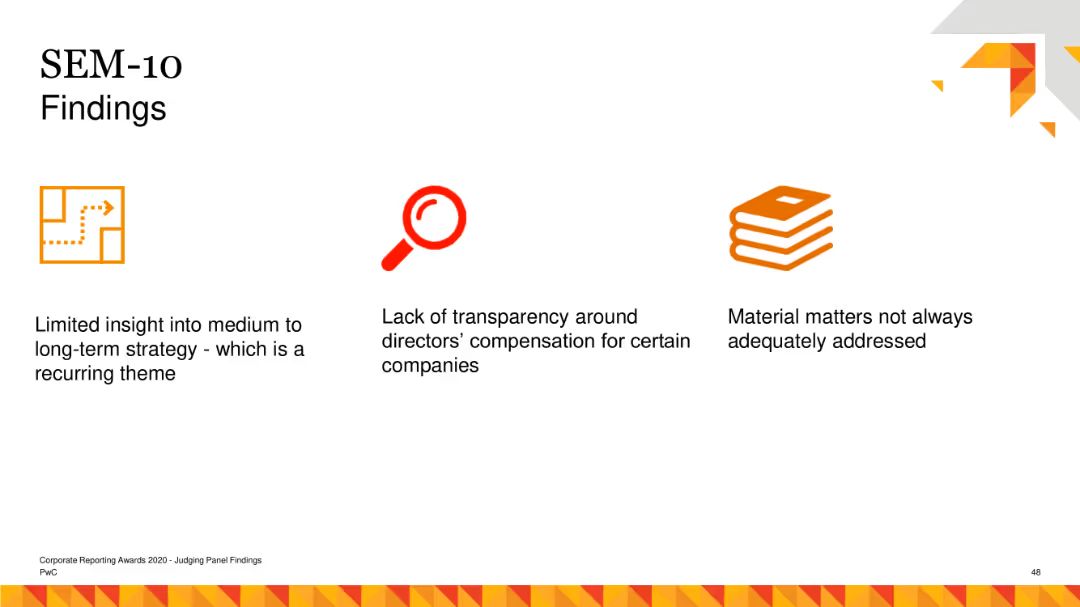 SEM-10
Findings
Limited insight into medium to
long-term strategy - which is a
recurring theme
Lack of transparency around
directors’ compensation for certain
companies
Material matters not always
adequately addressed
Corporate Reporting Awards 2020 - Judging Panel Findings
PwC
48